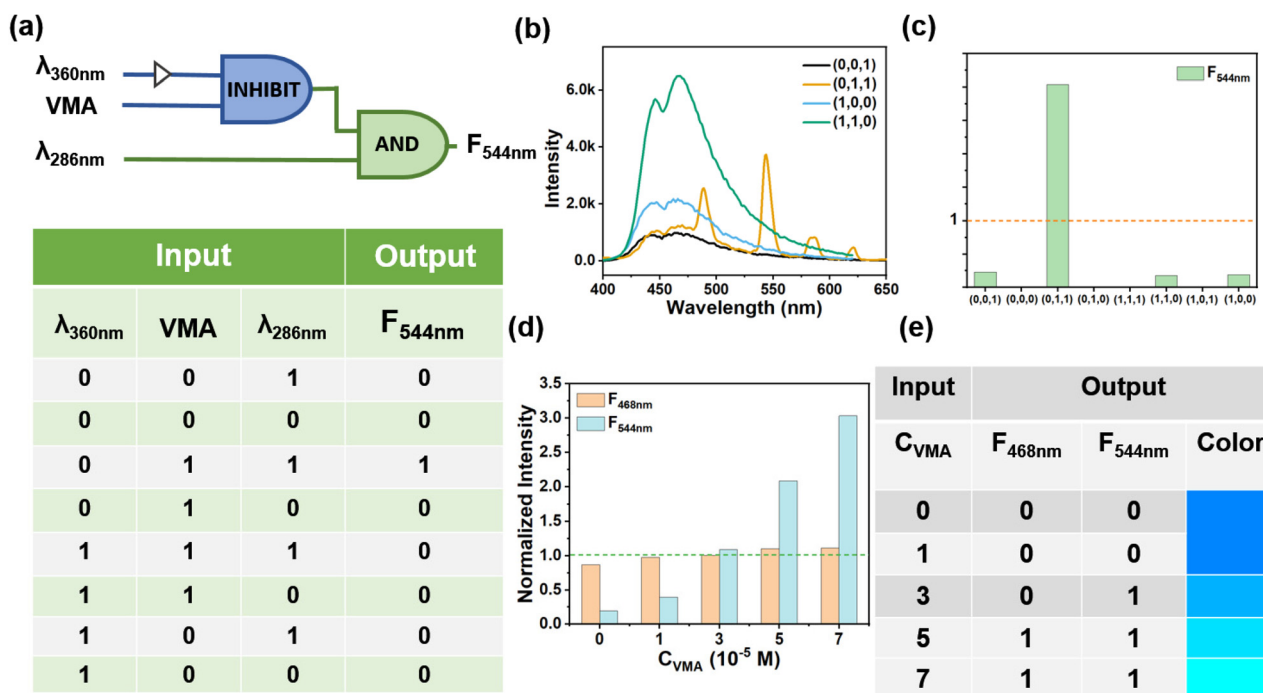 (a)
λ360nm
VMA
λ286nm
INHIBIT
AND
F544nm
Input Output
λ360nm VMA λ286nm F544nm
0 0 1 0
0 0 0 0
0 1 1 1
0 1 0 0
1 1 1 0
1 1 0 0
1 0 1 0
1 0 0 0
(b)
(0,0,1)
(0,1,1)
(1,0,0)
(1,1,0)
Intensity
6.0k
4.0k
2.0k
0.0
400 450 500 550 600 650
Wavelength (nm)
(c)
F544nm
1
(0,0,1) (0,0,0) (0,1,1) (0,1,0) (1,1,1) (1,1,0) (1,0,1) (1,0,0)
(d)
F468nm
F544nm
Normalized Intensity
3.5
3.0
2.5
2.0
1.5
1.0
0.5
0.0
0 1 3 5 7
CVMA (10-5 M)
(e)
Input Output
CVMA F468nm F544nm Color
0 0 0
1 0 0
3 0 1
5 1 1
7 1 1